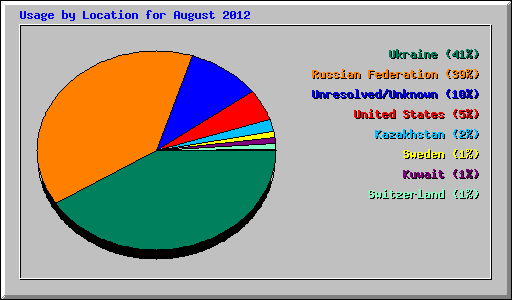 Usage by Location for August 2012
Ukraine (41%)
Russian Federation (39%)
Unresolved/Unknown (10%)
United States (5%)
Kazakhstan (2%)
Sweden (1%)
Kuwait (1%)
Switzerland (1%)